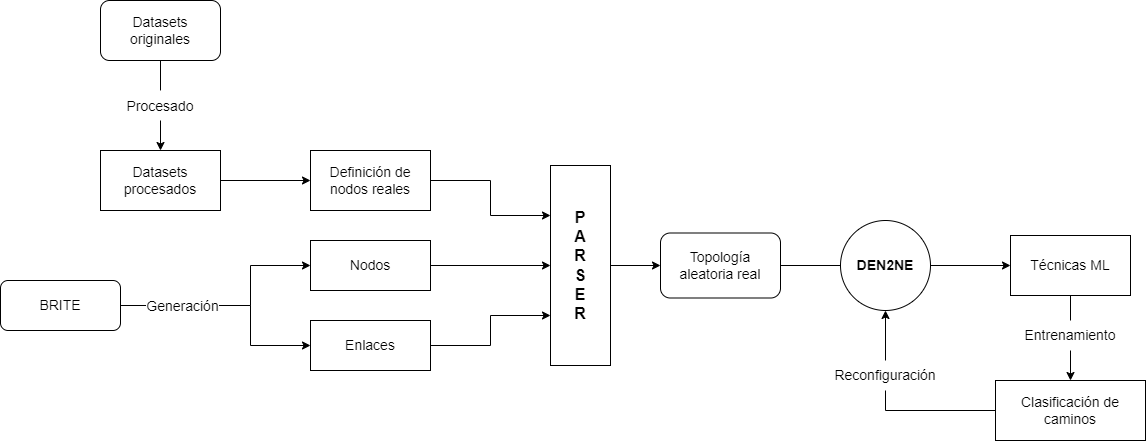 Datasets
originales
Procesado
Datasets
procesados
Definición de
nodos reales
BRITE
Generación
Nodos
Enlaces
P
A
R
S
E
R
Topología
aleatoria real
DEN2NE
Técnicas ML
Entrenamiento
Clasificación de
caminos
Reconfiguración